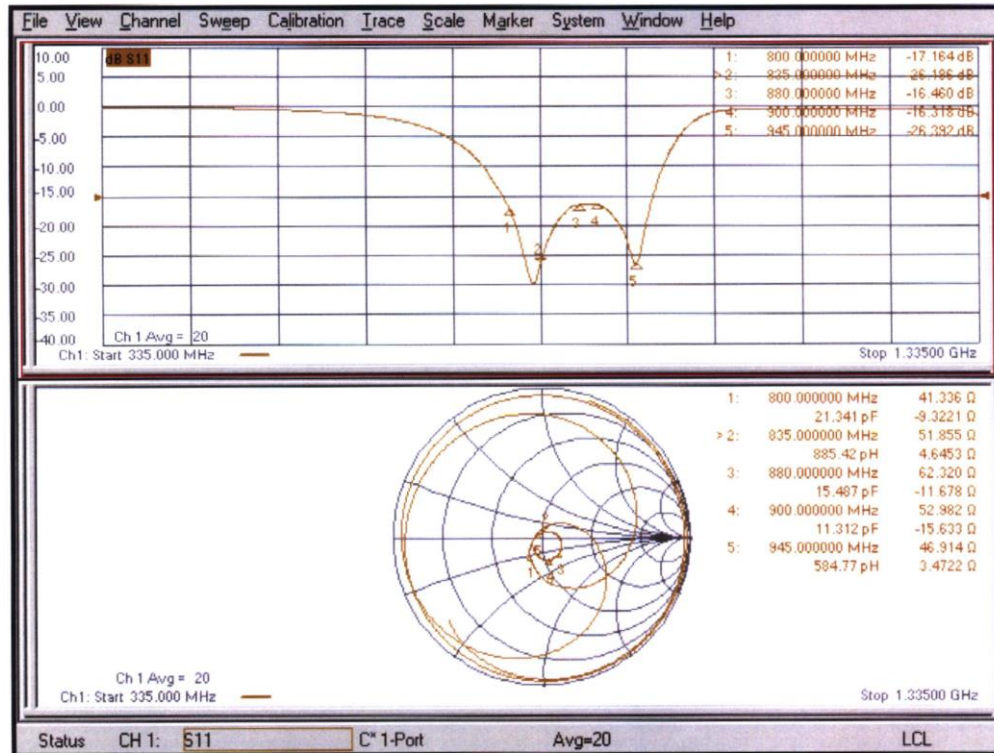 File View Channel Sweep Calibration Trace Scale Marker System Window Help
dB S11
10.00
5.00
0.00
-5.00
-10.00
-15.00
-20.00
-25.00
-30.00
-35.00
-40.00
1: 800.000000 MHz -17.164 dB
>2: 835.000000 MHz -26.186 dB
3: 880.000000 MHz -16.460 dB
4: 900.000000 MHz -16.318 dB
5: 945.000000 MHz -26.392 dB
1
2
3
4
5
Ch 1 Avg = 20
Ch1: Start 335.000 MHz
Stop 1.33500 GHz
1: 800.000000 MHz 41.336 Ω
21.341 pF -9.3221 Ω
>2: 835.000000 MHz 51.855 Ω
885.42 pH 4.6453 Ω
3: 880.000000 MHz 62.320 Ω
15.487 pF -11.678 Ω
4: 900.000000 MHz 52.982 Ω
11.312 pF -15.633 Ω
5: 945.000000 MHz 46.914 Ω
584.77 pH 3.4722 Ω
1
3
Ch 1 Avg = 20
Ch1: Start 335.000 MHz
Stop 1.33500 GHz
Status CH 1: S11 C* 1-Port Avg=20 LCL